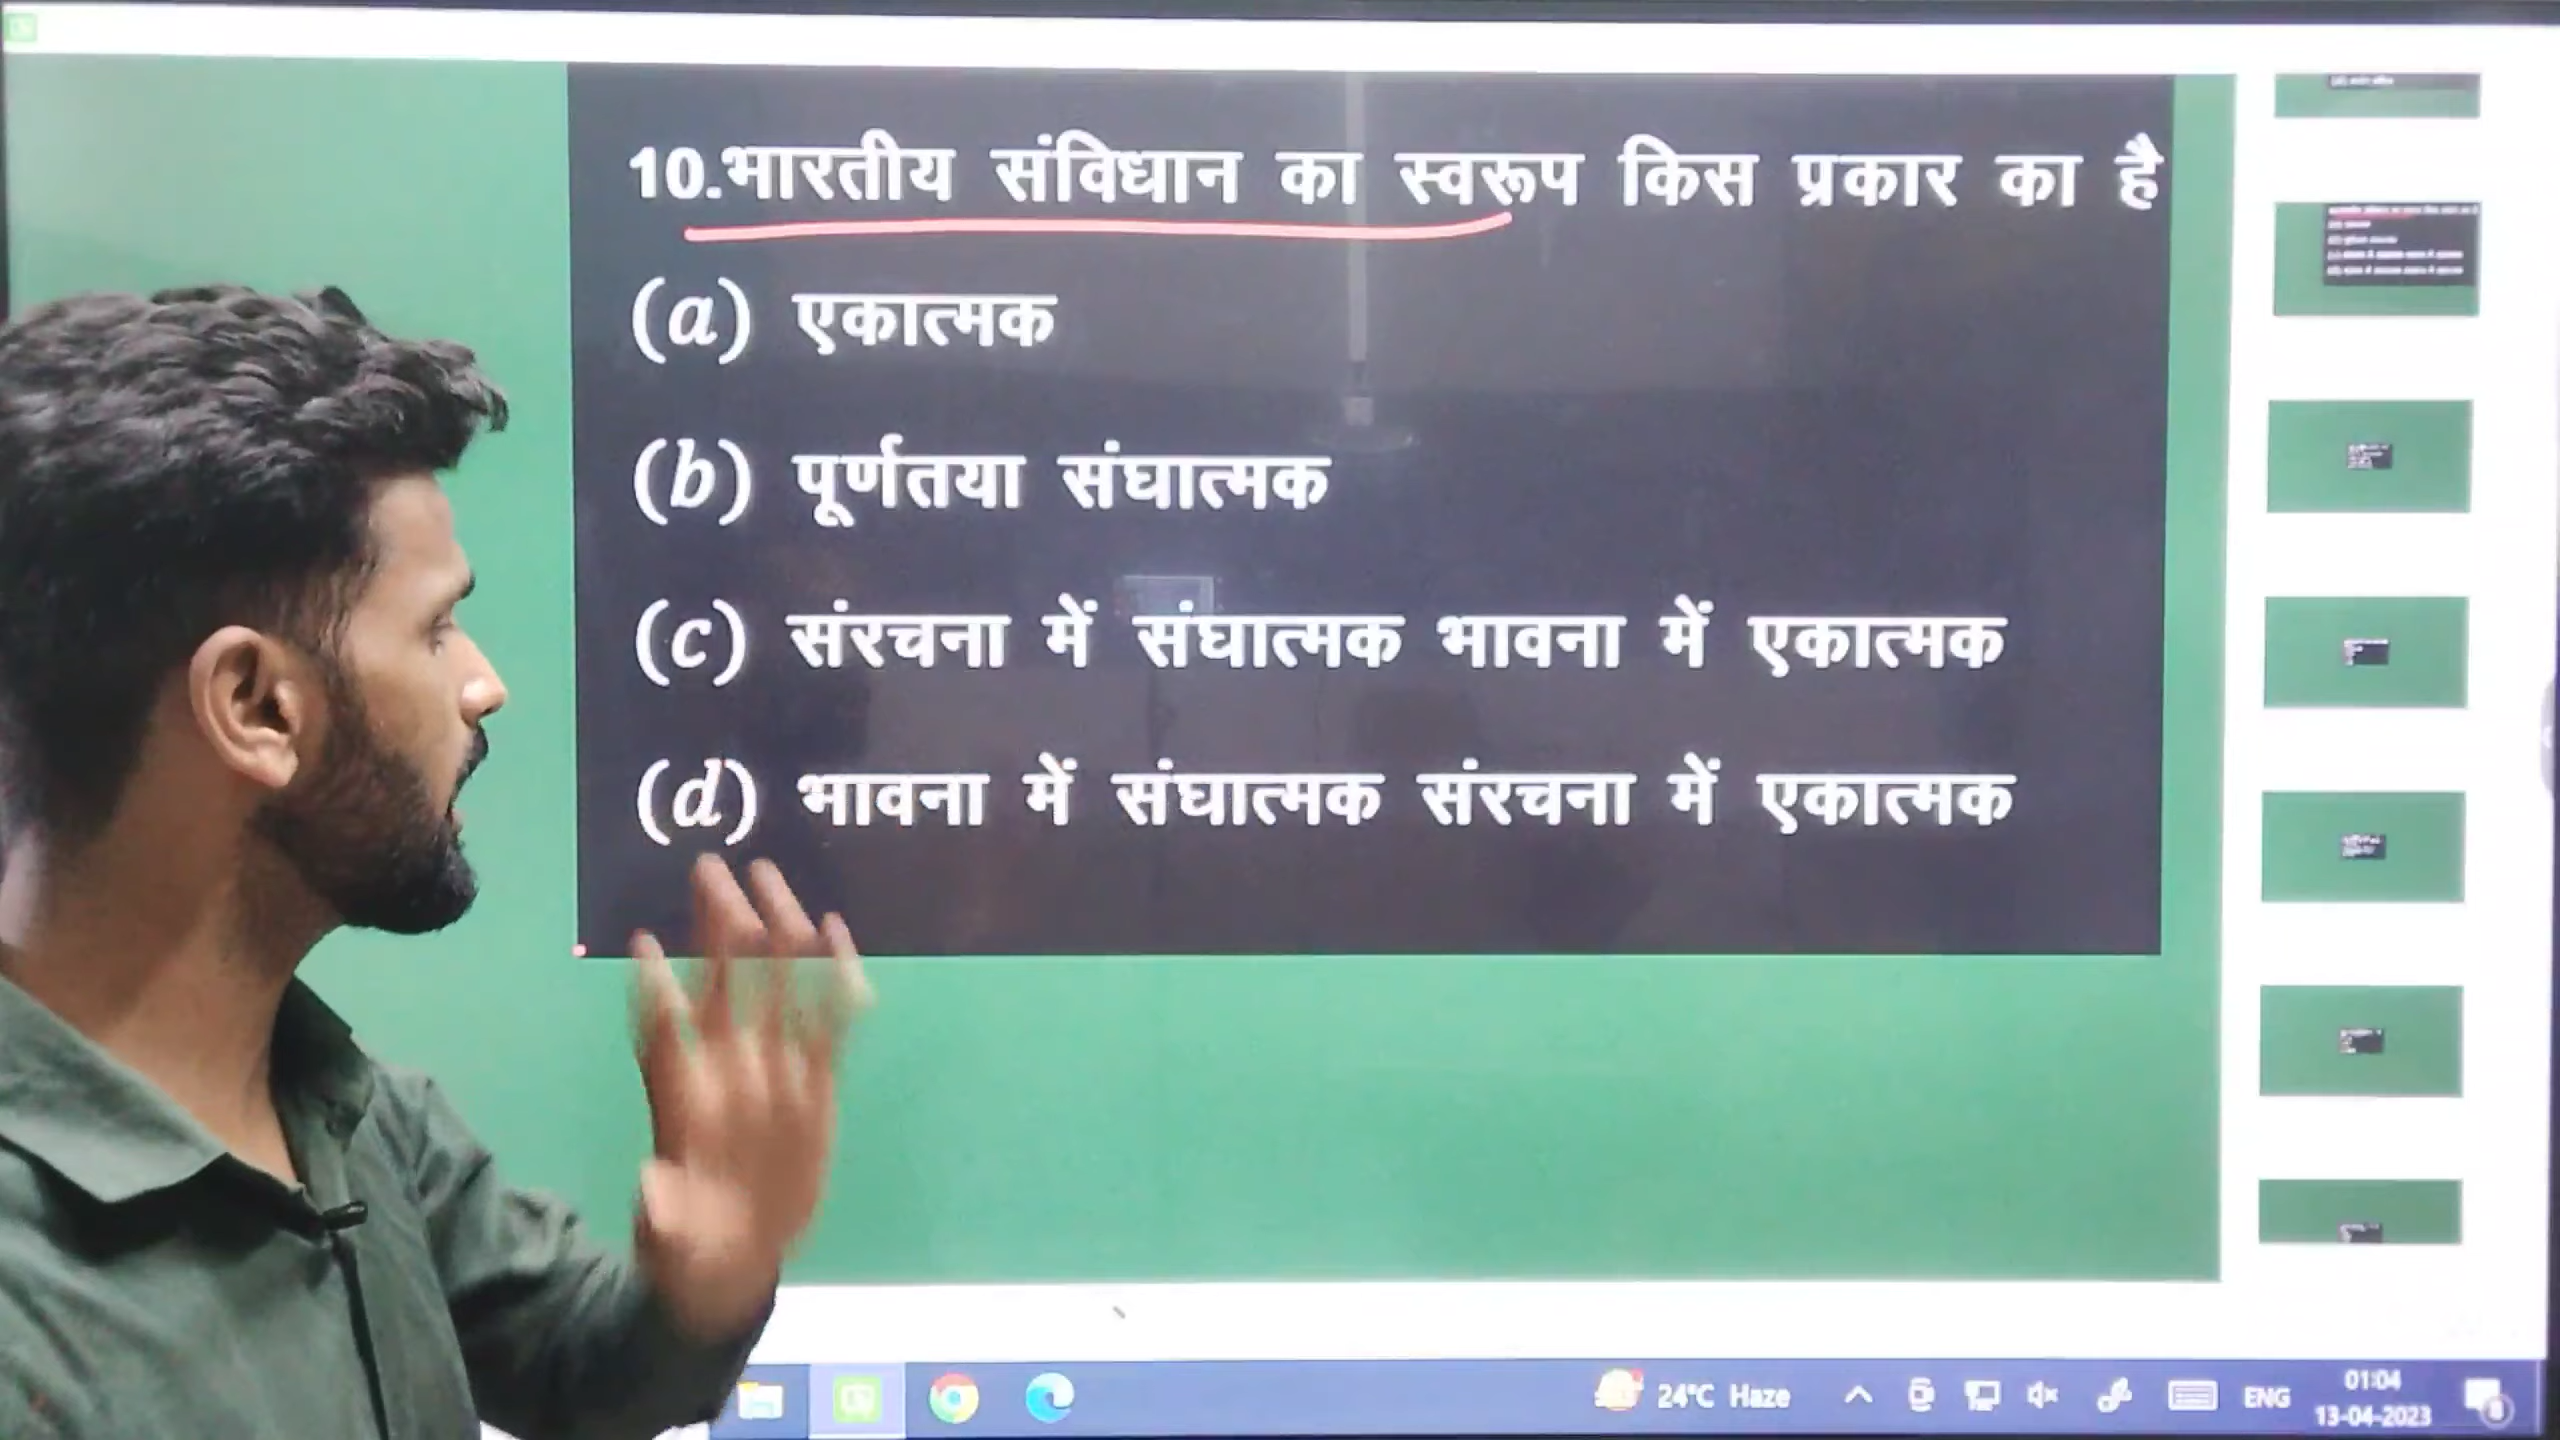 10.भारतीय संविधान का स्वरूप किस प्रकार का है
(a) एकात्मक
(b) पूर्णतया संघात्मक
(c) संरचना में संघात्मक भावना में एकात्मक
(d) भावना में संघात्मक संरचना में एकात्मक
24°C Haze
ENG
01:04
13-04-2023